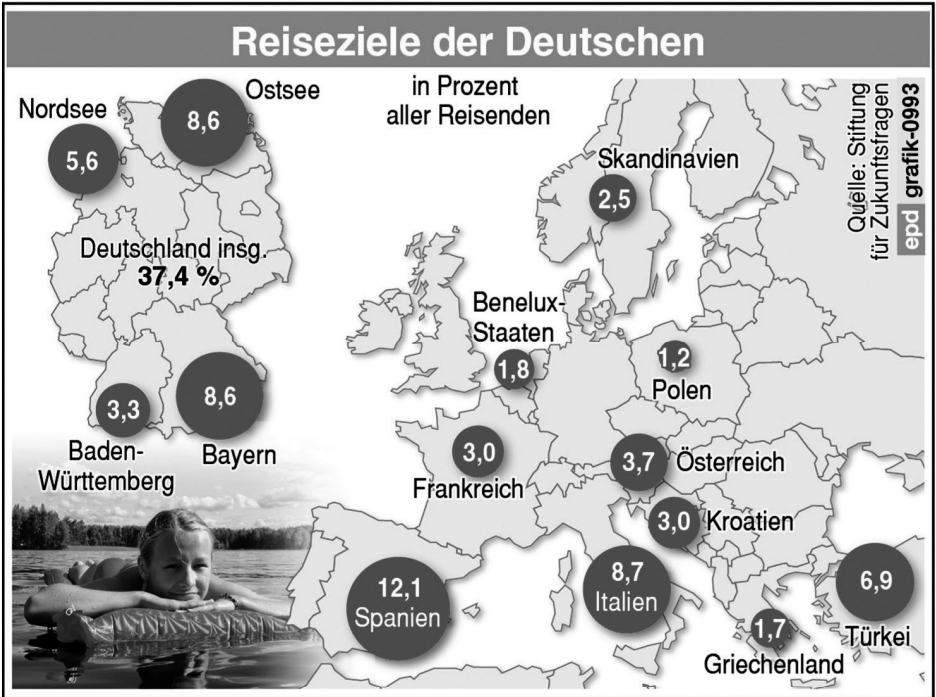 Reiseziele der Deutschen
in Prozent
aller Reisenden
Nordsee
5,6
Ostsee
8,6
Deutschland insg.
37,4 %
3,3
Baden-
Württemberg
8,6
Bayern
Skandinavien
2,5
Benelux-
Staaten
1,8
1,2
Polen
3,0
Frankreich
3,7
Österreich
3,0
Kroatien
12,1
Spanien
8,7
Italien
1,7
Griechenland
6,9
Türkei
Quelle: Stiftung
für Zukunftsfragen
epd grafik-0993